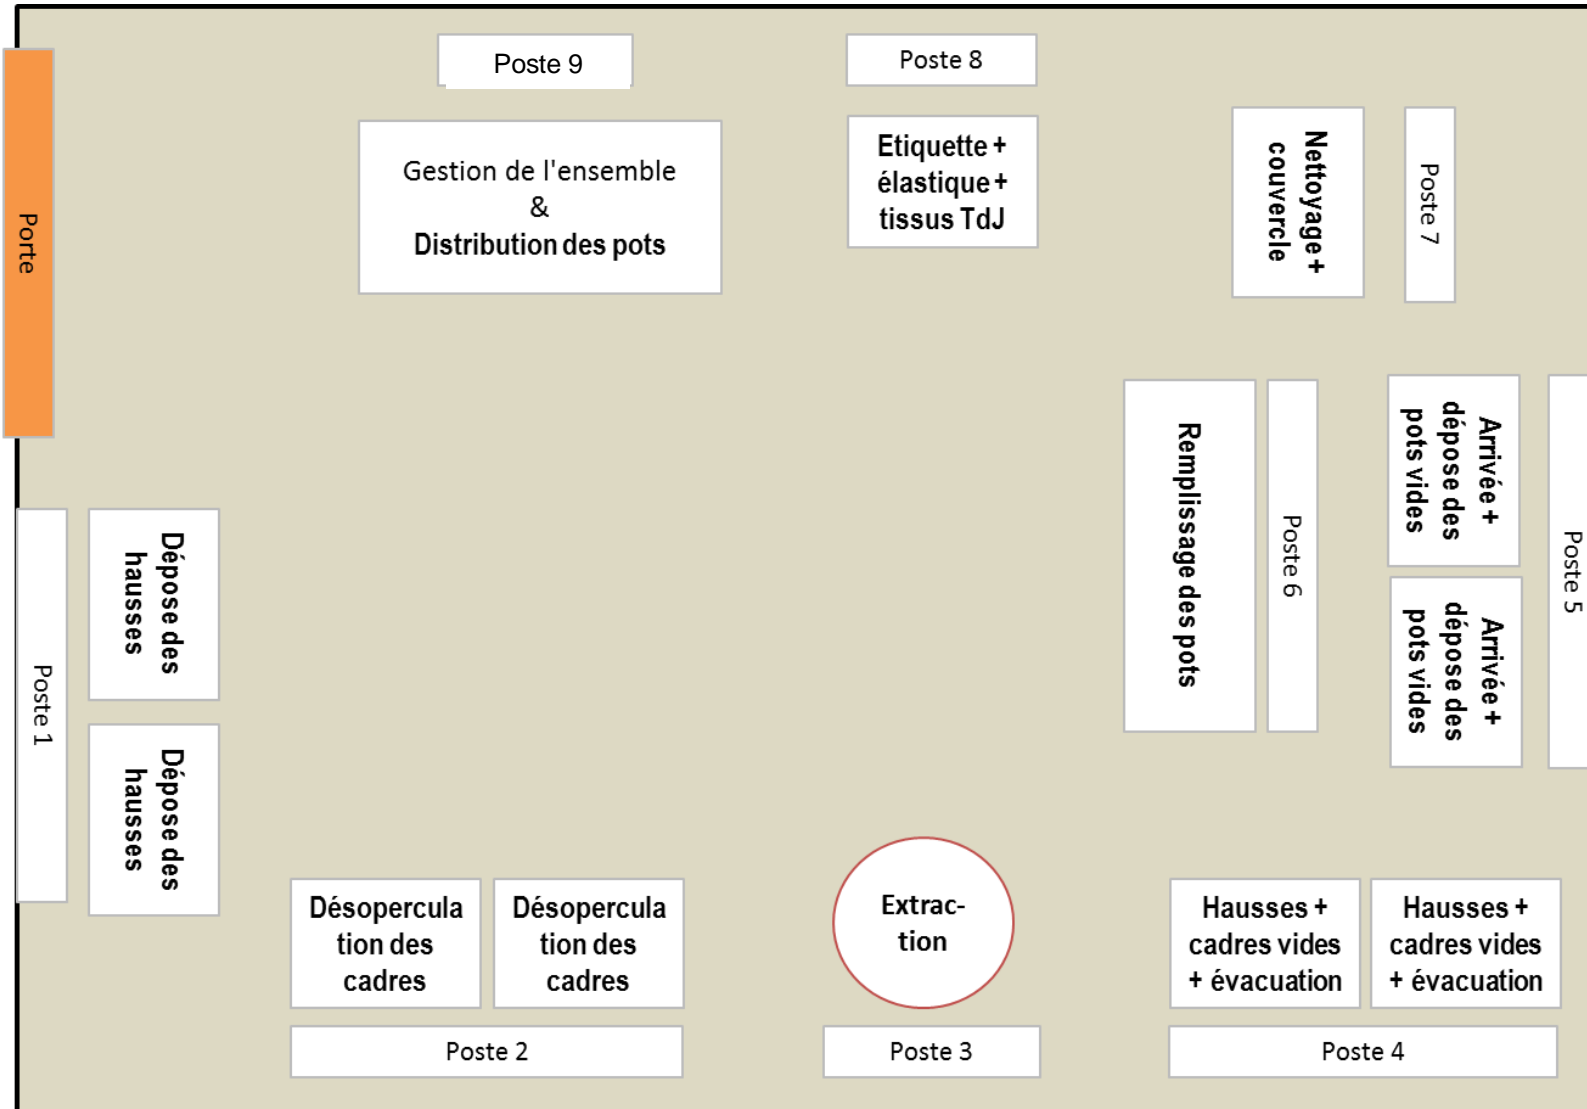 Poste 9
Poste 8
Gestion de l'ensemble
&
Distribution des pots
Etiquette +
élastique +
tissus TdJ
Nettoyage +
couvercle
Poste 7
Porte
Remplissage des pots
Poste 6
Arrivée +
dépose des
pots vides
Arrivée +
dépose des
pots vides
Poste 5
Poste 1
Dépose des
hausses
Dépose des
hausses
Désopercula
tion des
cadres
Désopercula
tion des
cadres
Extrac-
tion
Hausses +
cadres vides
+ évacuation
Hausses +
cadres vides
+ évacuation
Poste 2
Poste 3
Poste 4